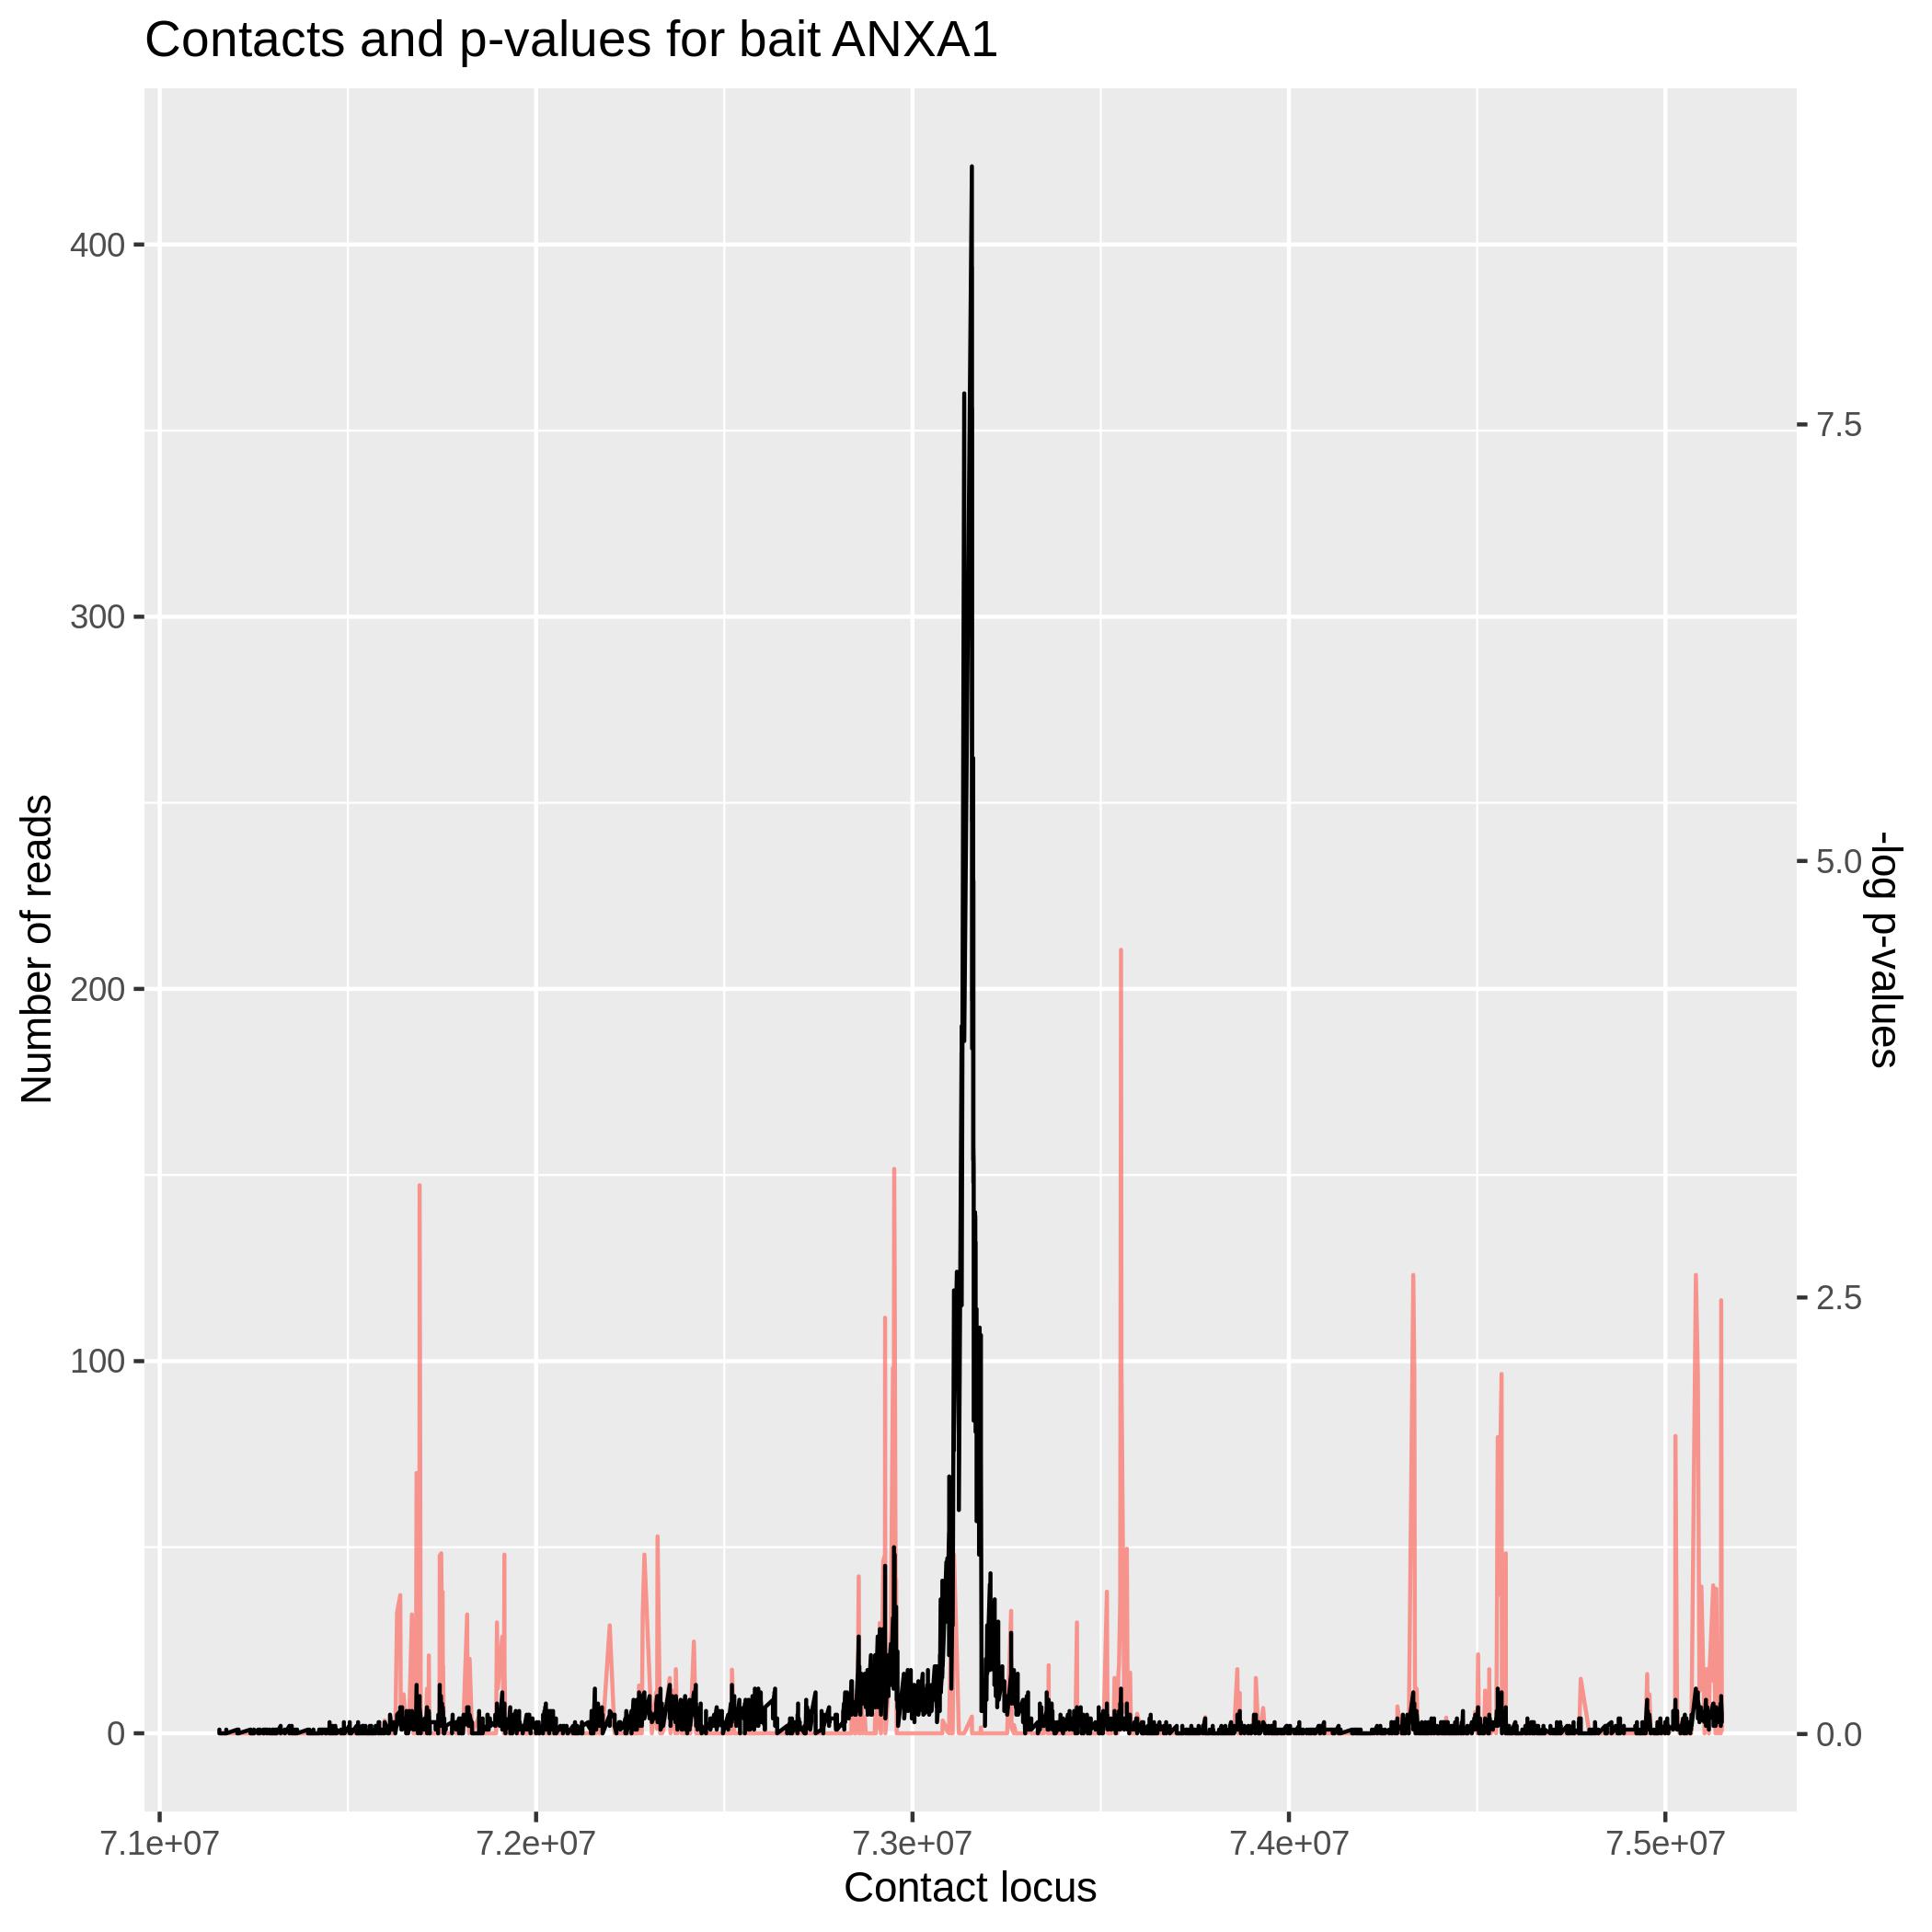 Contacts and p-values for bait ANXA1
400
300
200
100
0
Number of reads
7.5
5.0
2.5
0.0
-log p-values
7.1e+07
7.2e+07
7.3e+07
7.4e+07
7.5e+07
Contact locus